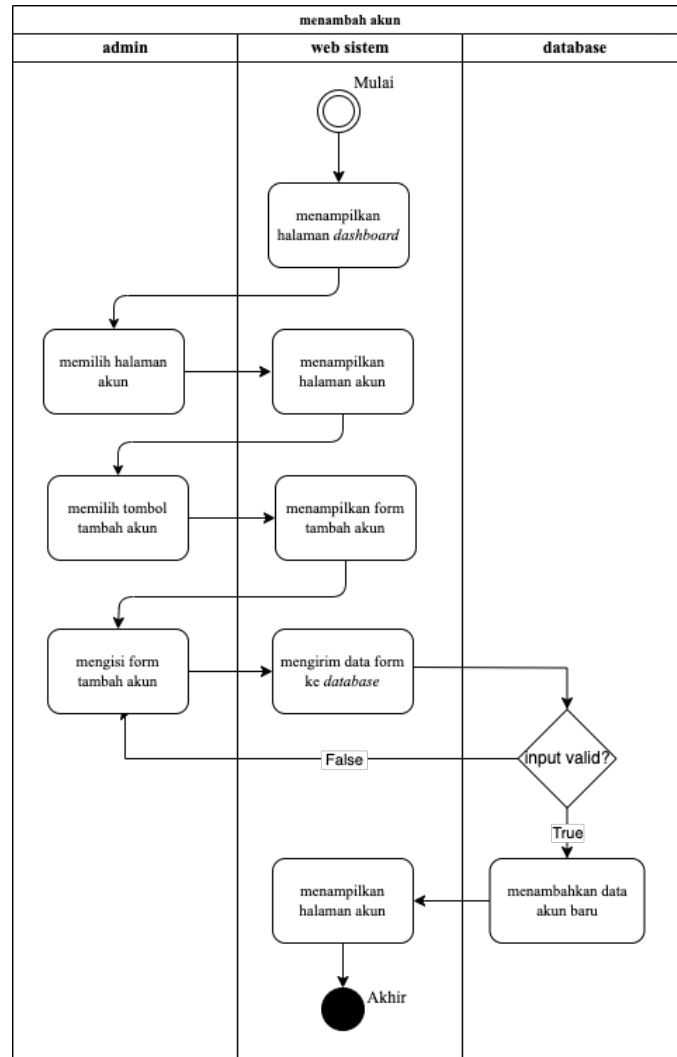 menambah akun
admin
web sistem
database
Mulai
menampilkan
halaman dashboard
memilih halaman
akun
menampilkan
halaman akun
memilih tombol
tambah akun
menampilkan form
tambah akun
mengisi form
tambah akun
mengirim data form
ke database
input valid?
False
True
menampilkan
halaman akun
menambahkan data
akun baru
Akhir